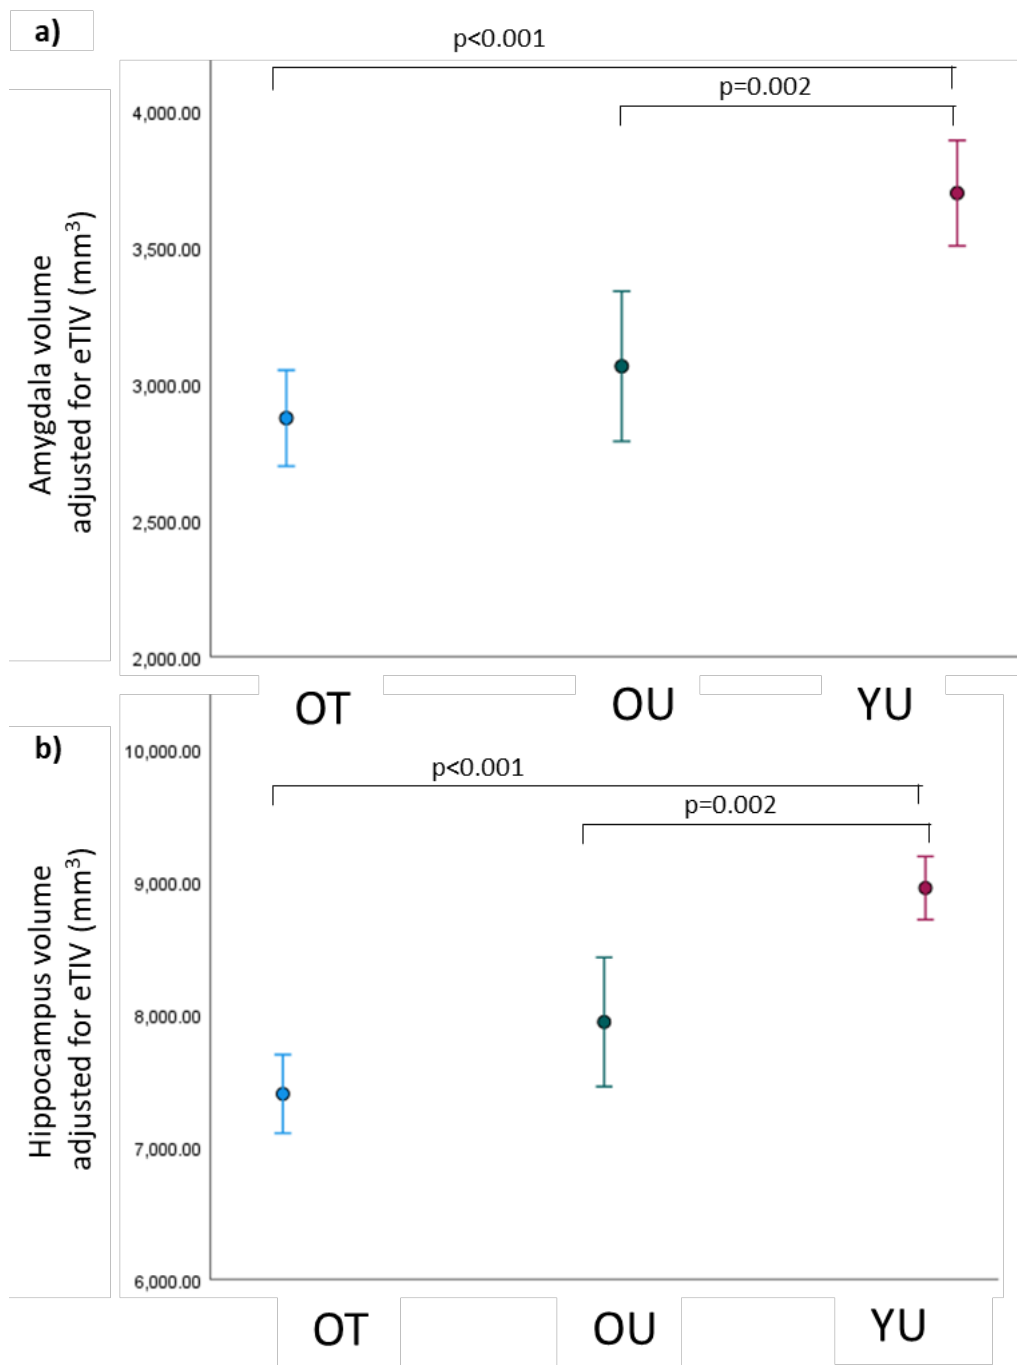 a)
p<0.001
p=0.002
4,000.00
3,500.00
3,000.00
2,500.00
2,000.00
Amygdala volume
adjusted for eTIV (mm³)
OT OU YU
b)
p<0.001
p=0.002
10,000.00
9,000.00
8,000.00
7,000.00
6,000.00
Hippocampus volume
adjusted for eTIV (mm³)
OT OU YU